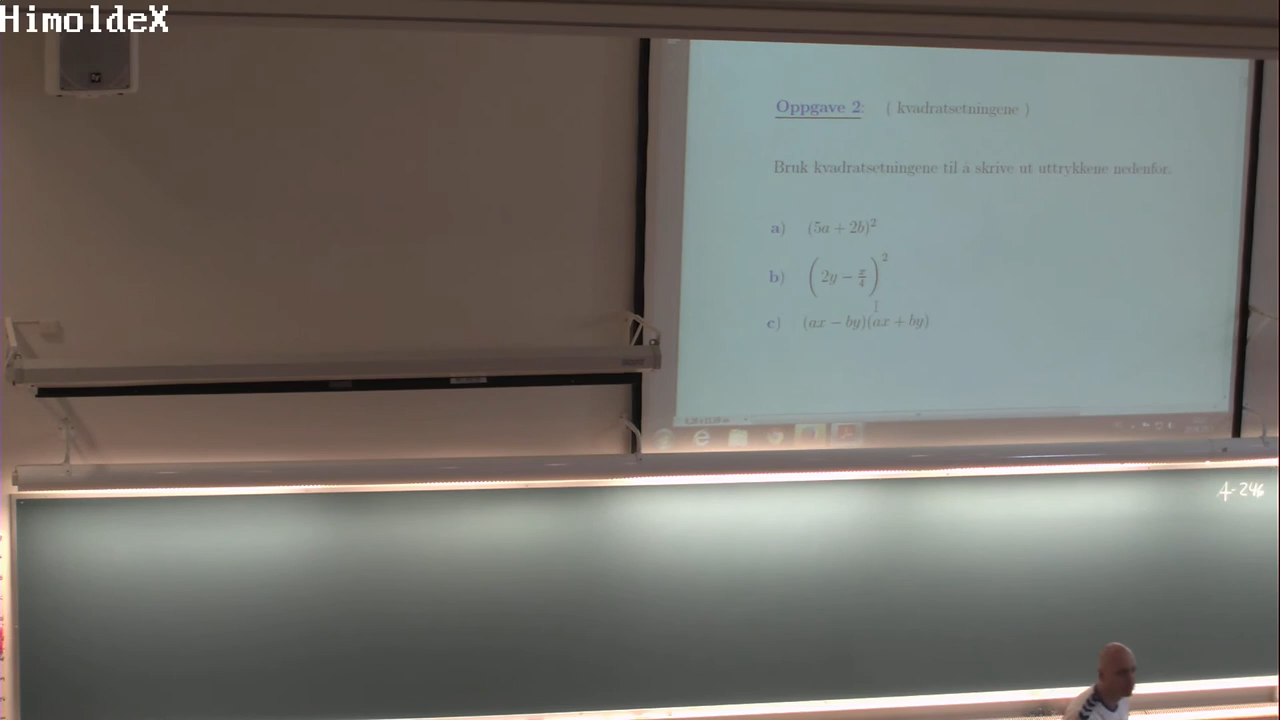 HimoldeX
Oppgave 2: ( kvadratsetningene )
Bruk kvadratsetningene til å skrive ut uttrykkene nedenfor.
a) (5a + 2b)²
b) (2y − x/4)²
c) (ax − by)(ax + by)
A-246